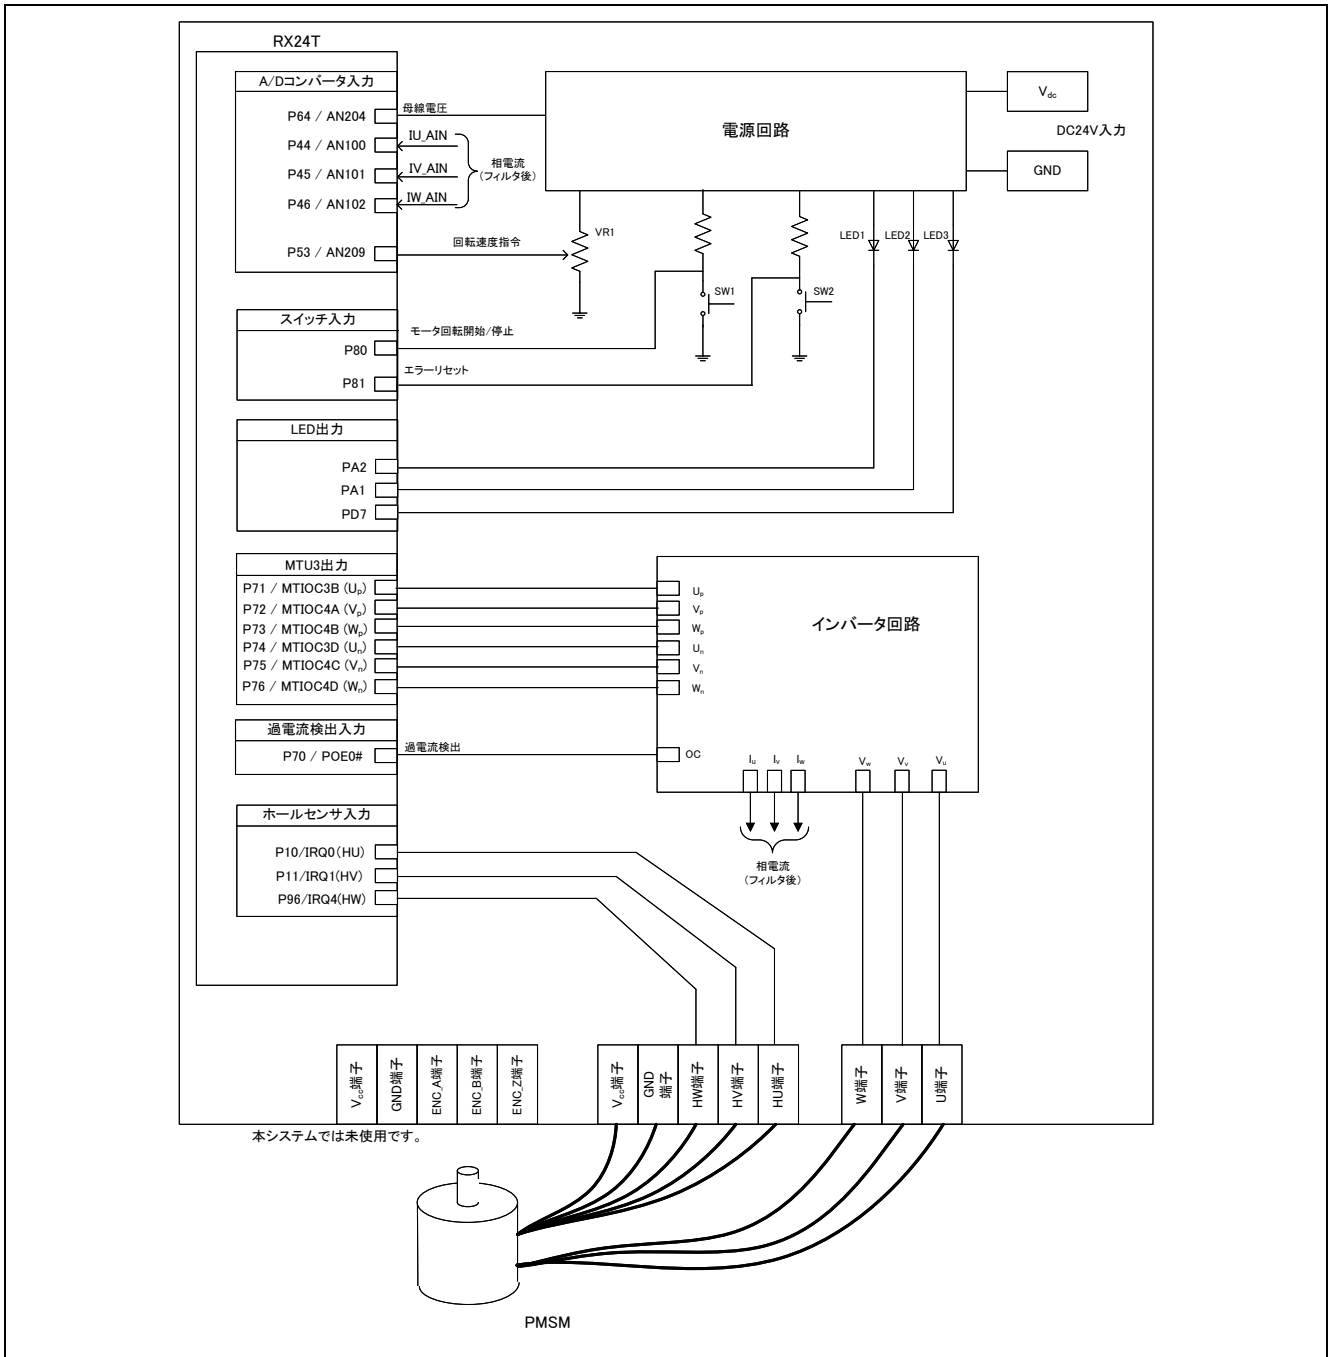 RX24T
A/Dコンバータ入力
P64 / AN204
P44 / AN100
P45 / AN101
P46 / AN102
P53 / AN209
母線電圧
IU_AIN
IV_AIN
IW_AIN
相電流
(フィルタ後)
回転速度指令
電源回路
Vdc
DC24V入力
GND
VR1
SW1
SW2
LED1
LED2
LED3
スイッチ入力
P80
P81
モータ回転開始/停止
エラーリセット
LED出力
PA2
PA1
PD7
MTU3出力
P71 / MTIOC3B (Up)
P72 / MTIOC4A (Vp)
P73 / MTIOC4B (Wp)
P74 / MTIOC3D (Un)
P75 / MTIOC4C (Vn)
P76 / MTIOC4D (Wn)
Up
Vp
Wp
Un
Vn
Wn
インバータ回路
過電流検出入力
P70 / POE0#
過電流検出
OC
Iu
Iv
Iw
Vw
Vv
Vu
相電流
(フィルタ後)
ホールセンサ入力
P10/IRQ0(HU)
P11/IRQ1(HV)
P96/IRQ4(HW)
Vcc端子
GND端子
ENC_A端子
ENC_B端子
ENC_Z端子
Vcc端子
GND
端子
HW端子
HV端子
HU端子
W端子
V端子
U端子
本システムでは未使用です。
PMSM